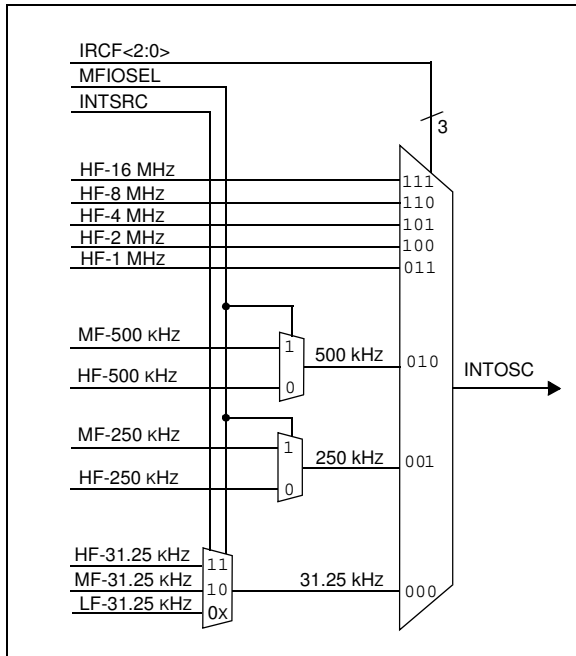 IRCF<2:0>
MFIOSEL
INTSRC
3
HF-16 MHz
111
HF-8 MHz
110
HF-4 MHz
101
HF-2 MHz
100
HF-1 MHz
011
MF-500 KHz
1
500 kHz
010
HF-500 KHz
0
INTOSC
MF-250 KHz
1
250 kHz
001
HF-250 KHz
0
HF-31.25 KHz
11
MF-31.25 KHz
10
31.25 kHz
000
LF-31.25 KHz
0X